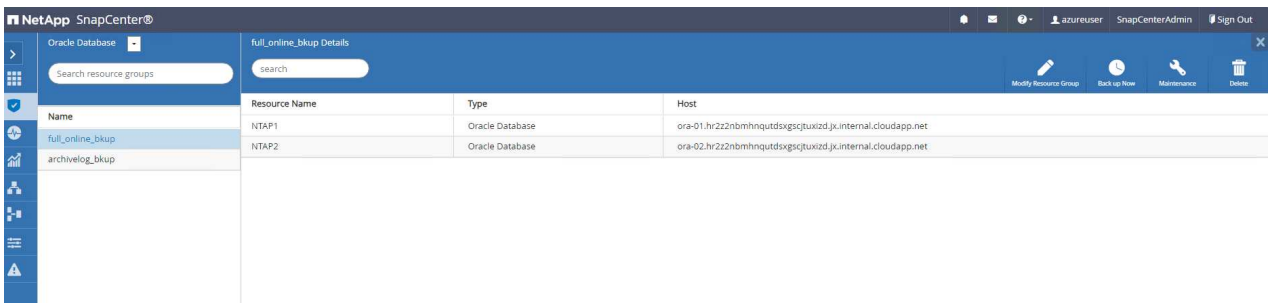 NetApp SnapCenter®
azureuser SnapCenterAdmin Sign Out
Oracle Database
Search resource groups
Name
full_online_bkup
archivelog_bkup
full_online_bkup Details
search
Modify Resource Group Back up Now Maintenance Delete
Resource Name Type Host
NTAP1 Oracle Database ora-01.hr2z2nbmhnqutdsxgscjtuxizd.jx.internal.cloudapp.net
NTAP2 Oracle Database ora-02.hr2z2nbmhnqutdsxgscjtuxizd.jx.internal.cloudapp.net